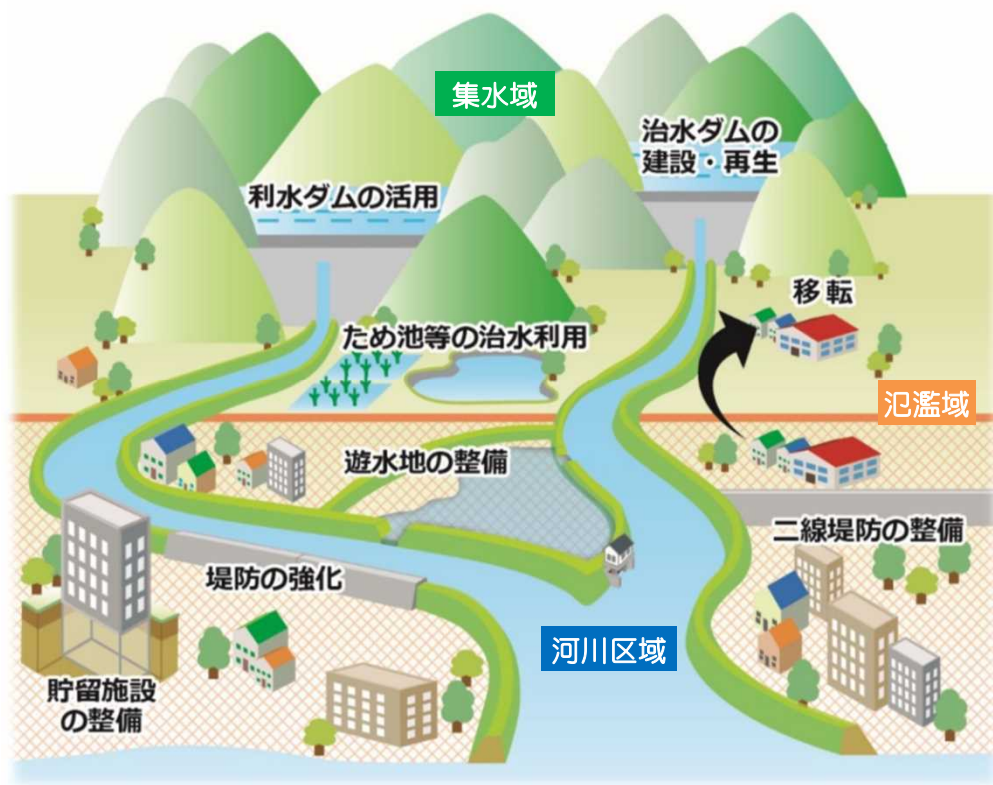 集水域
治水ダムの
建設・再生
利水ダムの活用
移転
ため池等の治水利用
氾濫域
遊水地の整備
二線堤防の整備
堤防の強化
河川区域
貯留施設
の整備